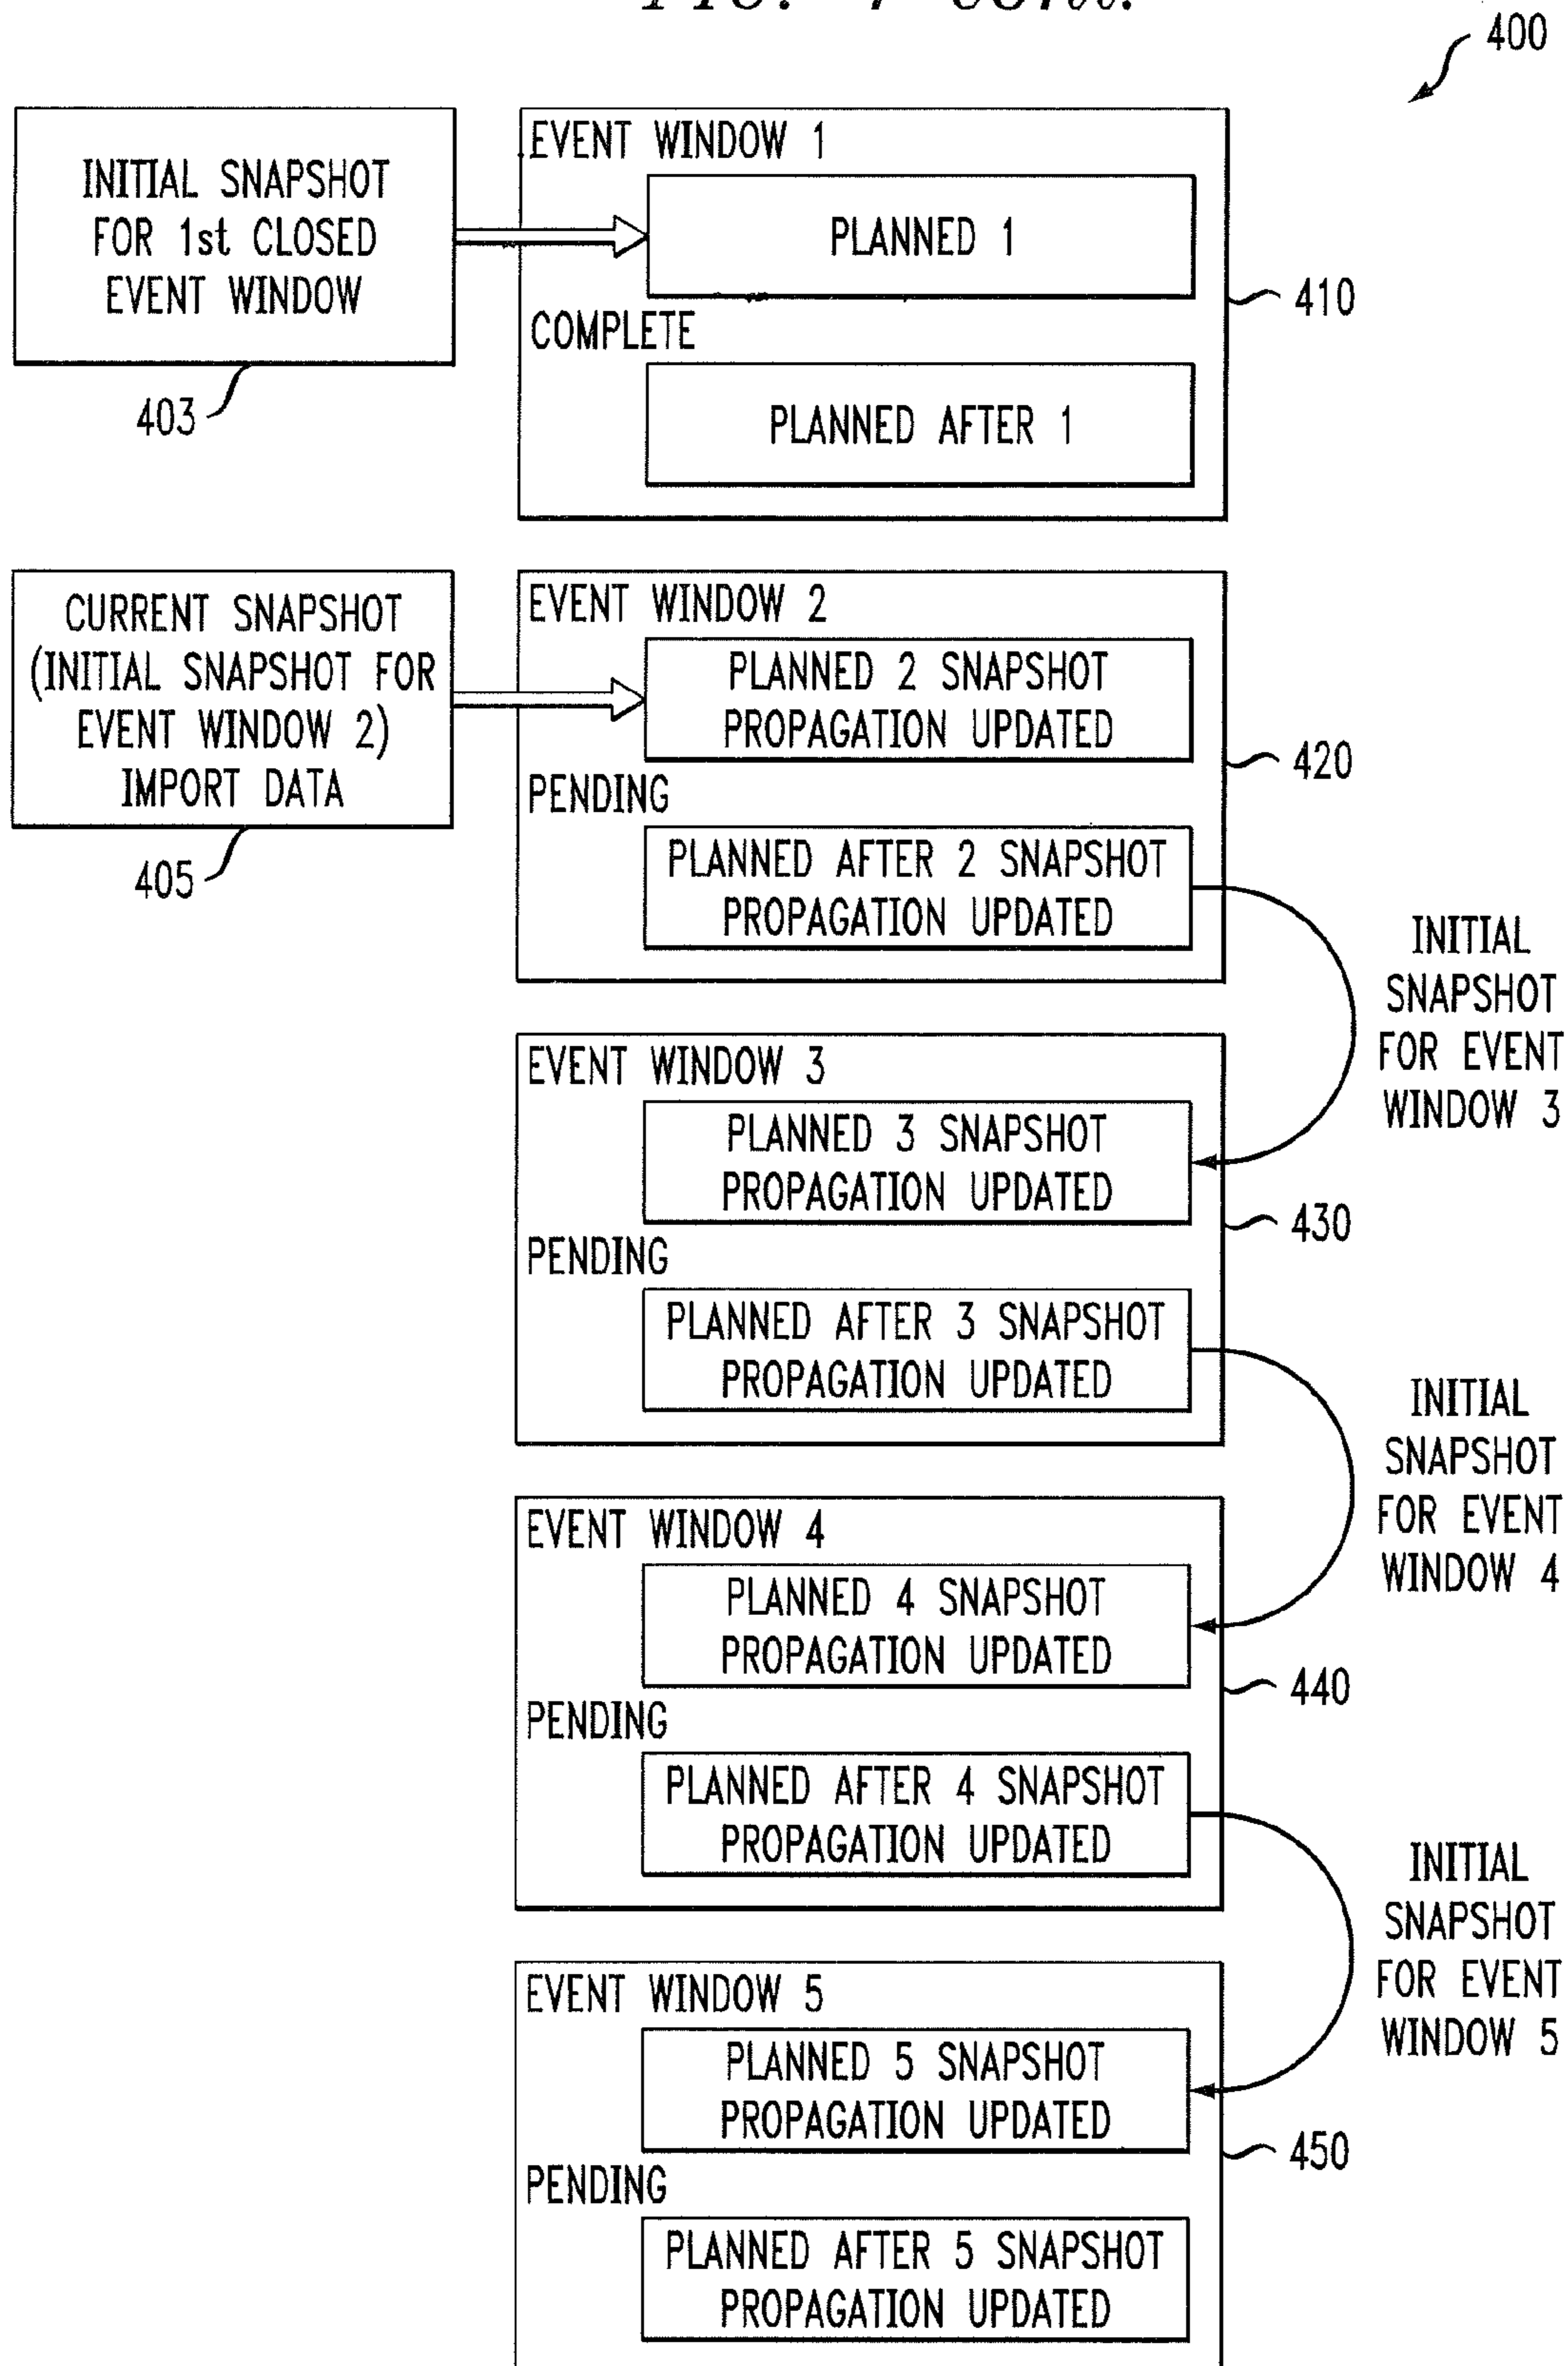 FIG. 4 cont.
400
INITIAL SNAPSHOT
FOR 1st CLOSED
EVENT WINDOW
403
EVENT WINDOW 1
PLANNED 1
COMPLETE
PLANNED AFTER 1
410
CURRENT SNAPSHOT
(INITIAL SNAPSHOT FOR
EVENT WINDOW 2)
IMPORT DATA
405
EVENT WINDOW 2
PLANNED 2 SNAPSHOT
PROPAGATION UPDATED
PENDING
PLANNED AFTER 2 SNAPSHOT
PROPAGATION UPDATED
420
INITIAL
SNAPSHOT
FOR EVENT
WINDOW 3
EVENT WINDOW 3
PLANNED 3 SNAPSHOT
PROPAGATION UPDATED
PENDING
PLANNED AFTER 3 SNAPSHOT
PROPAGATION UPDATED
430
INITIAL
SNAPSHOT
FOR EVENT
WINDOW 4
EVENT WINDOW 4
PLANNED 4 SNAPSHOT
PROPAGATION UPDATED
PENDING
PLANNED AFTER 4 SNAPSHOT
PROPAGATION UPDATED
440
INITIAL
SNAPSHOT
FOR EVENT
WINDOW 5
EVENT WINDOW 5
PLANNED 5 SNAPSHOT
PROPAGATION UPDATED
PENDING
PLANNED AFTER 5 SNAPSHOT
PROPAGATION UPDATED
450